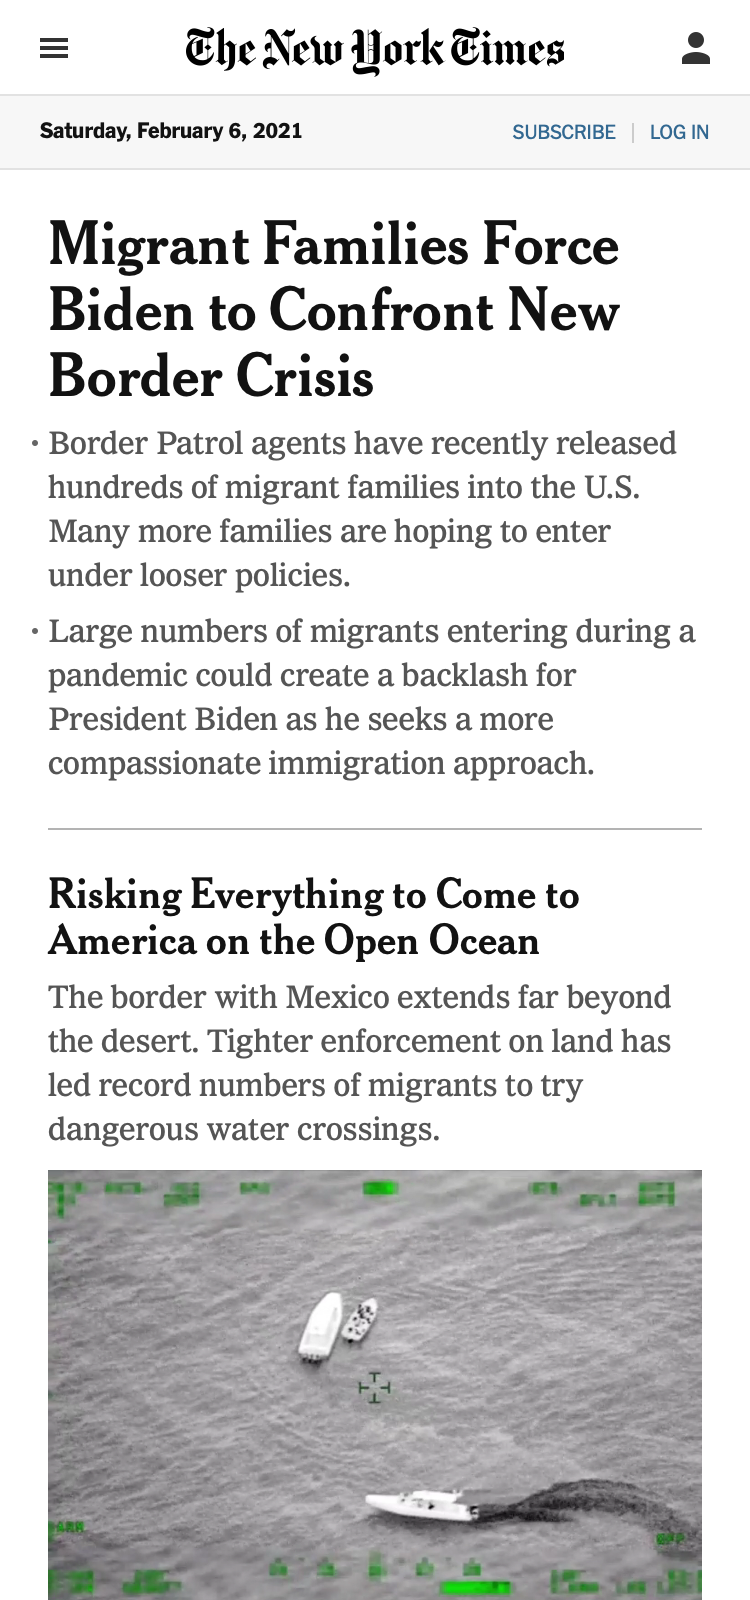 The New York Times
Saturday, February 6, 2021
SUBSCRIBE | LOG IN
Migrant Families Force
Biden to Confront New
Border Crisis
· Border Patrol agents have recently released
hundreds of migrant families into the U.S.
Many more families are hoping to enter
under looser policies.
· Large numbers of migrants entering during a
pandemic could create a backlash for
President Biden as he seeks a more
compassionate immigration approach.
Risking Everything to Come to
America on the Open Ocean
The border with Mexico extends far beyond
the desert. Tighter enforcement on land has
led record numbers of migrants to try
dangerous water crossings.